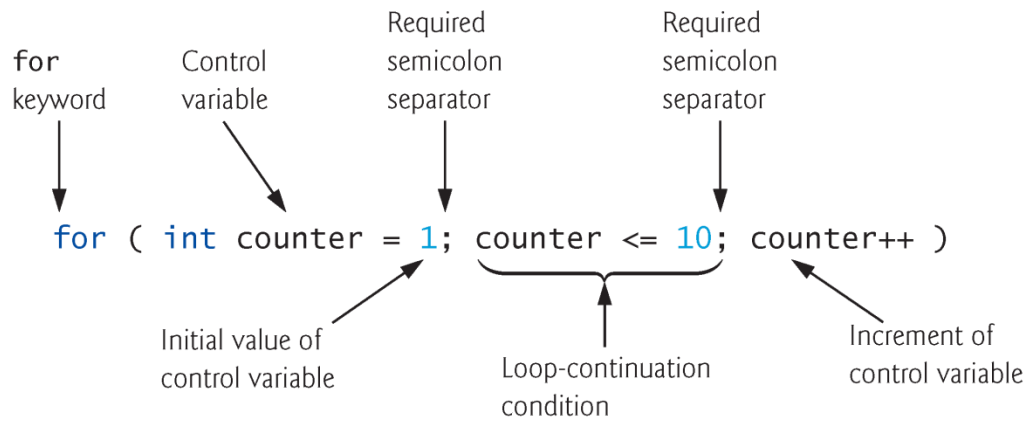 for
keyword
Control
variable
Required
semicolon
separator
Required
semicolon
separator
for ( int counter = 1; counter <= 10; counter++ )
Initial value of
control variable
Loop-continuation
condition
Increment of
control variable